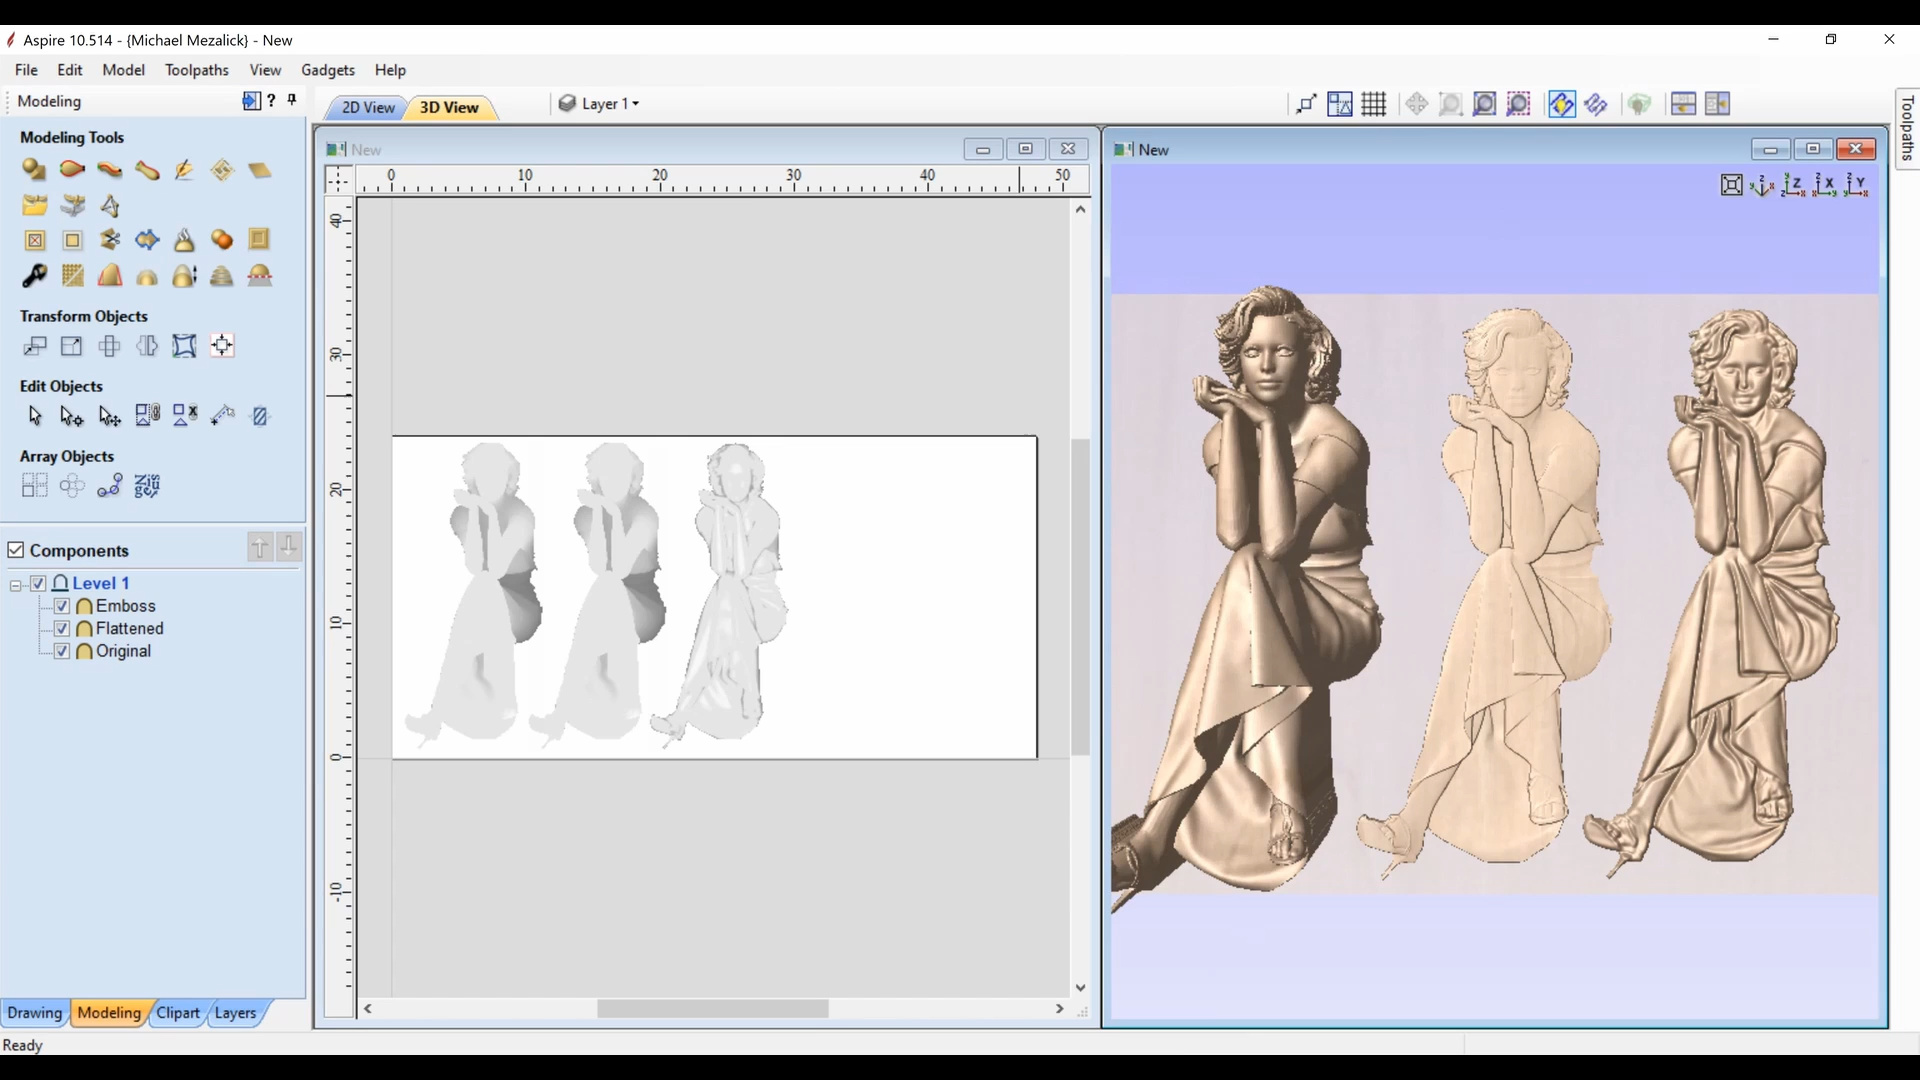 Aspire 10.514 - {Michael Mezalick} - New
File Edit Model Toolpaths View Gadgets Help
Modeling ?
2D View 3D View Layer 1
Toolpaths
Modeling Tools
New
New
0 10 20 30 40 50
Z X Y
40
30
20
10
0
-10
Transform Objects
Edit Objects
Array Objects
Components
Level 1
Emboss
Flattened
Original
Drawing Modeling Clipart Layers
Ready